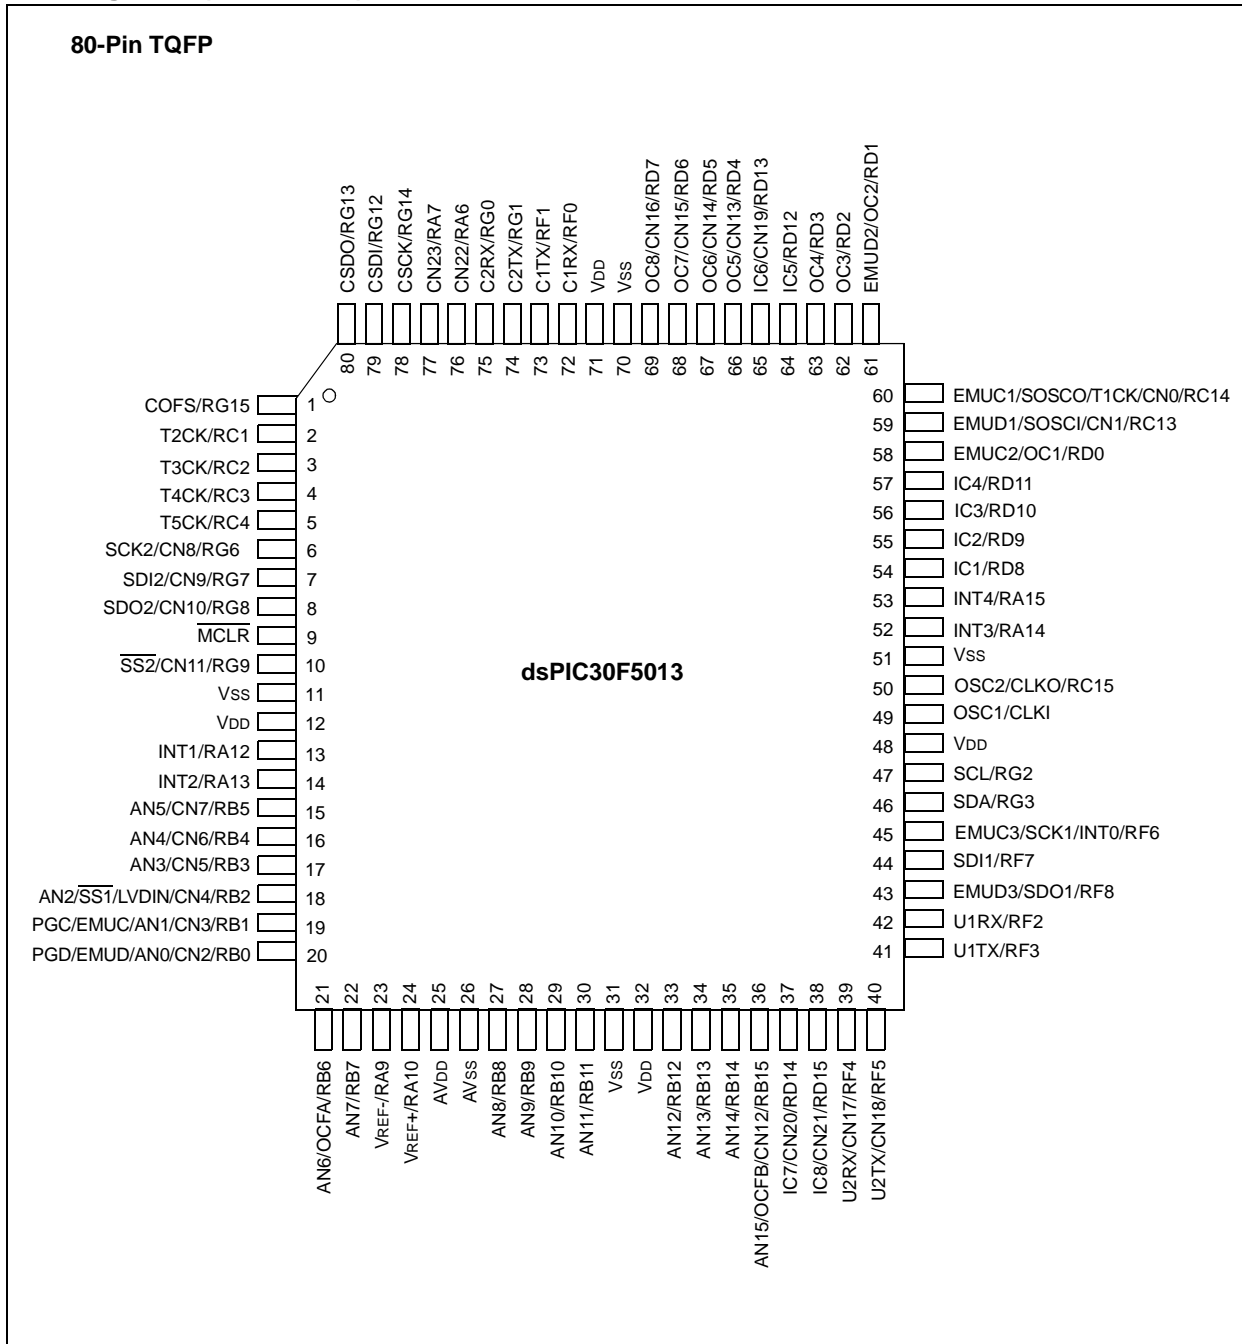 80-Pin TQFP
CSDO/RG13
CSDI/RG12
CSCK/RG14
CN23/RA7
CN22/RA6
C2RX/RG0
C2TX/RG1
C1TX/RF1
C1RX/RF0
VDD
VSS
OC8/CN16/RD7
OC7/CN15/RD6
OC6/CN14/RD5
OC5/CN13/RD4
IC6/CN19/RD13
IC5/RD12
OC4/RD3
OC3/RD2
EMUD2/OC2/RD1
80 79 78 77 76 75 74 73 72 71 70 69 68 67 66 65 64 63 62 61
COFS/RG15 1
T2CK/RC1 2
T3CK/RC2 3
T4CK/RC3 4
T5CK/RC4 5
SCK2/CN8/RG6 6
SDI2/CN9/RG7 7
SDO2/CN10/RG8 8
MCLR 9
SS2/CN11/RG9 10
VSS 11
VDD 12
INT1/RA12 13
INT2/RA13 14
AN5/CN7/RB5 15
AN4/CN6/RB4 16
AN3/CN5/RB3 17
AN2/SS1/LVDIN/CN4/RB2 18
PGC/EMUC/AN1/CN3/RB1 19
PGD/EMUD/AN0/CN2/RB0 20
dsPIC30F5013
60 EMUC1/SOSCO/T1CK/CN0/RC14
59 EMUD1/SOSCI/CN1/RC13
58 EMUC2/OC1/RD0
57 IC4/RD11
56 IC3/RD10
55 IC2/RD9
54 IC1/RD8
53 INT4/RA15
52 INT3/RA14
51 VSS
50 OSC2/CLKO/RC15
49 OSC1/CLKI
48 VDD
47 SCL/RG2
46 SDA/RG3
45 EMUC3/SCK1/INT0/RF6
44 SDI1/RF7
43 EMUD3/SDO1/RF8
42 U1RX/RF2
41 U1TX/RF3
21 22 23 24 25 26 27 28 29 30 31 32 33 34 35 36 37 38 39 40
AN6/OCFA/RB6
AN7/RB7
VREF-/RA9
VREF+/RA10
AVDD
AVSS
AN8/RB8
AN9/RB9
AN10/RB10
AN11/RB11
VSS
VDD
AN12/RB12
AN13/RB13
AN14/RB14
AN15/OCFB/CN12/RB15
IC7/CN20/RD14
IC8/CN21/RD15
U2RX/CN17/RF4
U2TX/CN18/RF5